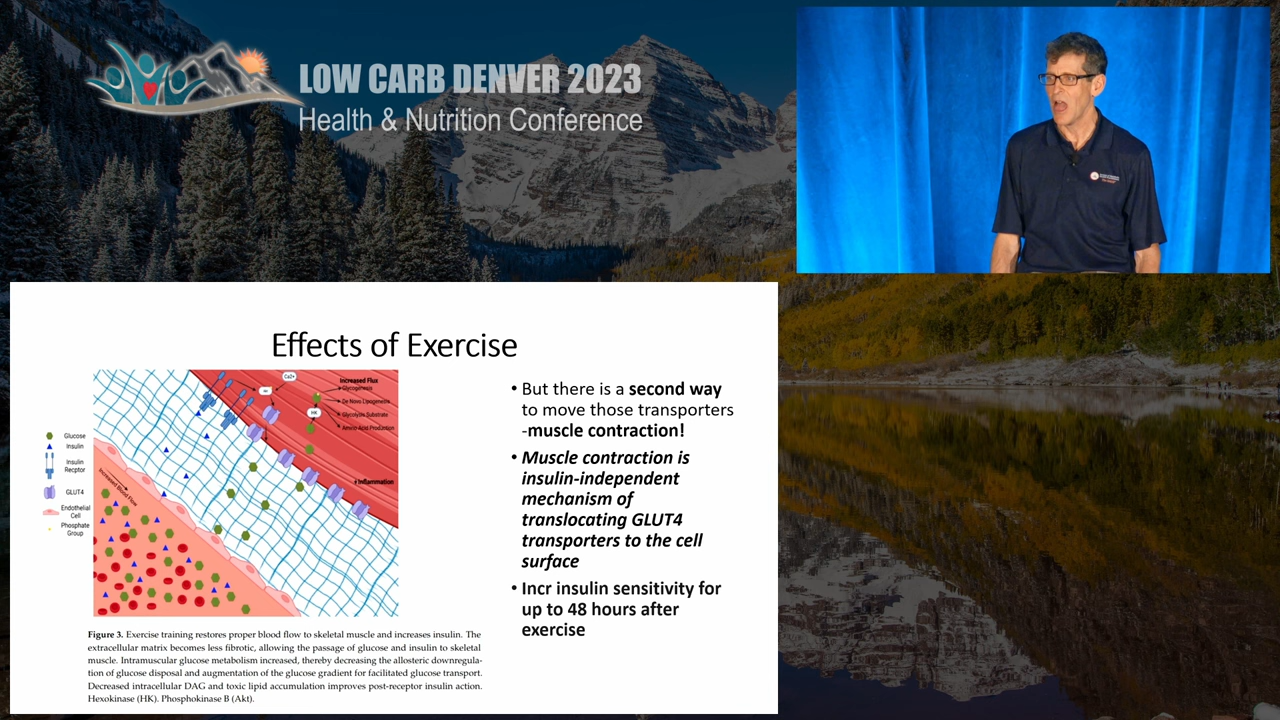 LOW CARB DENVER 2023
Health & Nutrition Conference
Effects of Exercise
Glucose
Insulin
Insulin
Recptor
GLUT4
Endothelial
Cell
Phosphate
Group
Increased Blood Flow
Ca2+
HK
Increased Flux
Glycogenesis
De Novo Lipogenesis
Glycolysis Substrate
Amino Acid Production
Inflammation
• But there is a second way
to move those transporters
-muscle contraction!
• Muscle contraction is
insulin-independent
mechanism of
translocating GLUT4
transporters to the cell
surface
• Incr insulin sensitivity for
up to 48 hours after
exercise
Figure 3. Exercise training restores proper blood flow to skeletal muscle and increases insulin. The
extracellular matrix becomes less fibrotic, allowing the passage of glucose and insulin to skeletal
muscle. Intramuscular glucose metabolism increased, thereby decreasing the allosteric downregula-
tion of glucose disposal and augmentation of the glucose gradient for facilitated glucose transport.
Decreased intracellular DAG and toxic lipid accumulation improves post-receptor insulin action.
Hexokinase (HK). Phosphokinase B (Akt).